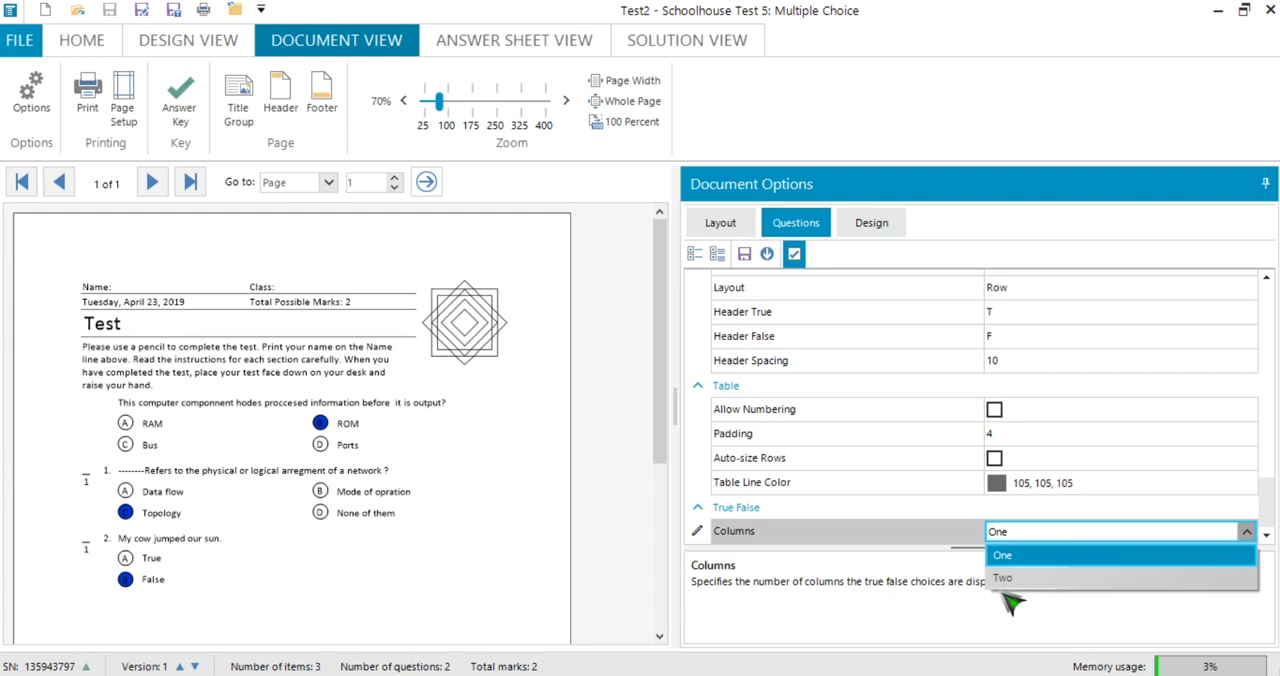 Test2 - Schoolhouse Test 5: Multiple Choice
FILE HOME DESIGN VIEW DOCUMENT VIEW ANSWER SHEET VIEW SOLUTION VIEW
Options Print Page Setup Answer Key Title Group Header Footer
70% 25 100 175 250 325 400
Page Width
Whole Page
100 Percent
Options Printing Key Page Zoom
1 of 1 Go to: Page 1
Name: Class:
Tuesday, April 23, 2019 Total Possible Marks: 2
Test
Please use a pencil to complete the test. Print your name on the Name
line above. Read the instructions for each section carefully. When you
have completed the test, place your test face down on your desk and
raise your hand.
This computer componnent hodes proccesed information before it is output?
A RAM B ROM
C Bus D Ports
1 1. --------Refers to the physical or logical arregment of a network ?
A Data flow B Mode of opration
C Topology D None of them
1 2. My cow jumped our sun.
A True
B False
Document Options
Layout Questions Design
Layout Row
Header True T
Header False F
Header Spacing 10
Table
Allow Numbering
Padding 4
Auto-size Rows
Table Line Color 105, 105, 105
True False
Columns One
One
Two
Columns
Specifies the number of columns the true false choices are
SN: 135943797 Version: 1 Number of items: 3 Number of questions: 2 Total marks: 2 Memory usage: 3%